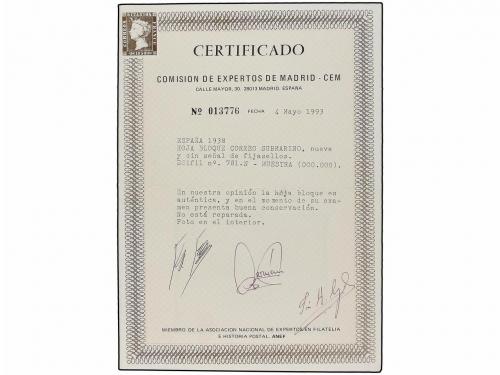 CERTIFICADO
COMISION DE EXPERTOS DE MADRID - CEM
CALLE MAYOR, 30. 28013 MADRID. ESPAÑA
Nº 013776 FECHA 4 Mayo 1993
ESPAÑA 1938
HOJA BLOQUE CORREO SUBMARINO, nueva
y sin señal de fijasellos.
Edifil nº. 781.N - MUESTRA (000.000).
En nuestra opinión la hoja bloque es
auténtica, y en el momento de su exa-
men presenta buena conservación.
No está reparada.
Foto en el interior.
MIEMBRO DE LA ASOCIACION NACIONAL DE EXPERTOS EN FILATELIA
E HISTORIA POSTAL. ANEF